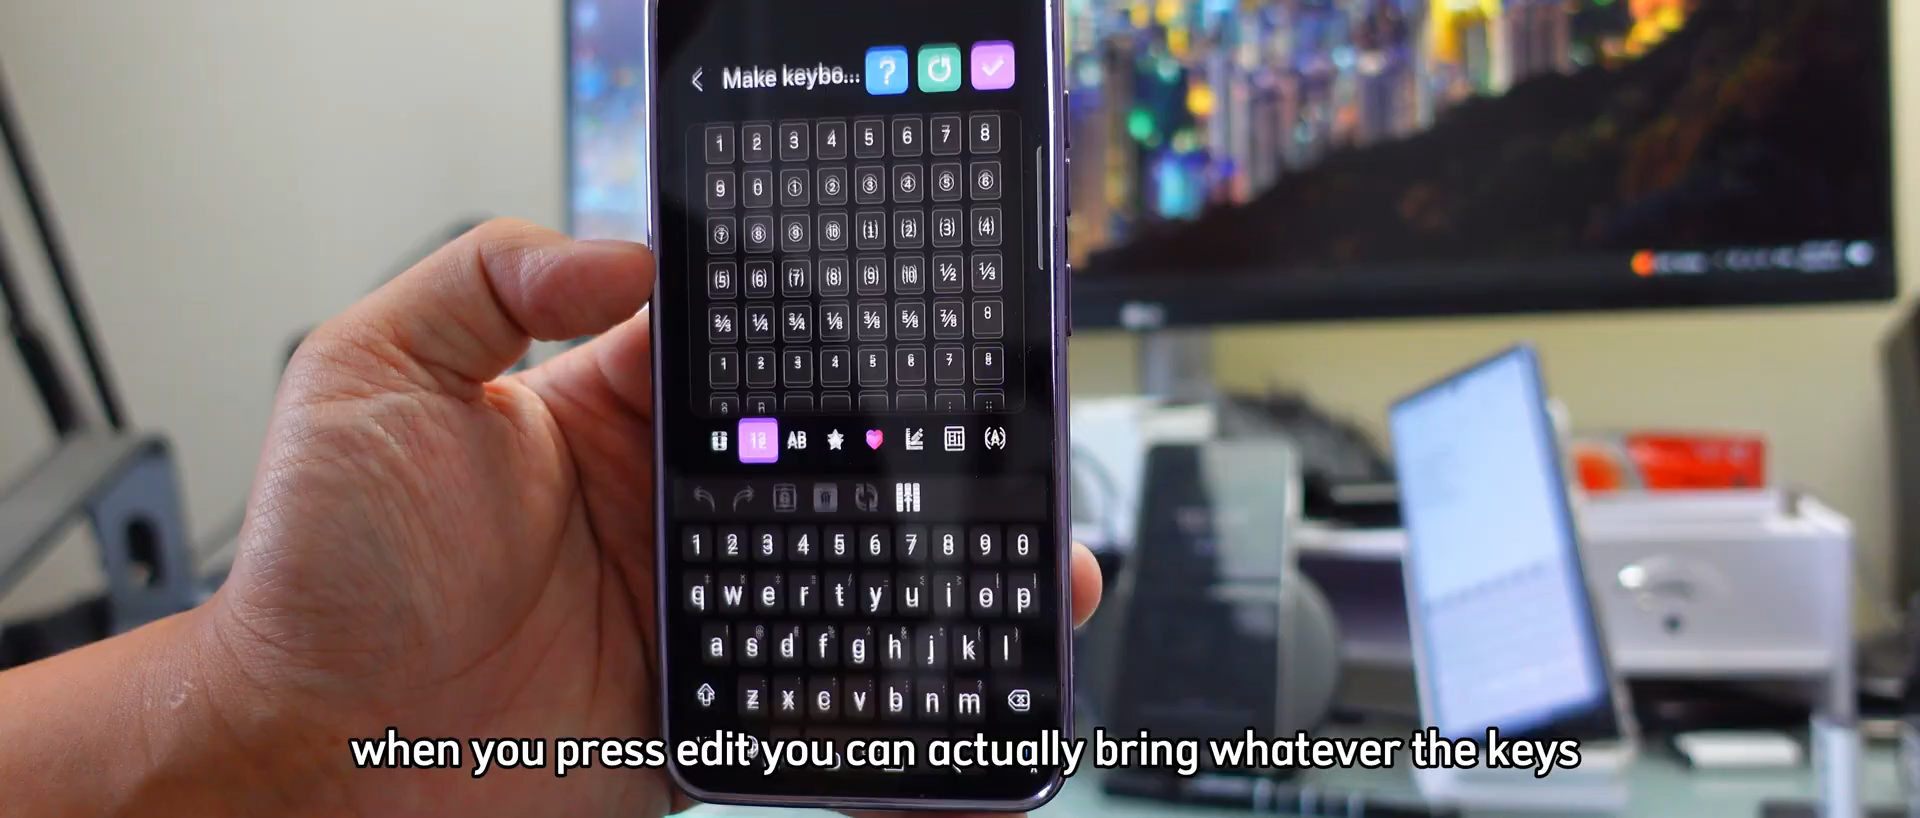 Make keybo... ?
1 2 3 4 5 6 7 8
9 0 ① ② ③ ④ ⑤ ⑥
⑦ ⑧ ⑨ ⑩ (1) (2) (3) (4)
(5) (6) (7) (8) (9) (10) ½ ⅓
⅔ ¼ ¾ ⅛ ⅜ ⅝ ⅞
1 2 3 4 5 6 7 8
12 AB (A)
1 2 3 4 5 6 7 8 9 0
q w e r t y u i o p
a s d f g h j k l
z x c v b n m
when you press edit you can actually bring whatever the keys